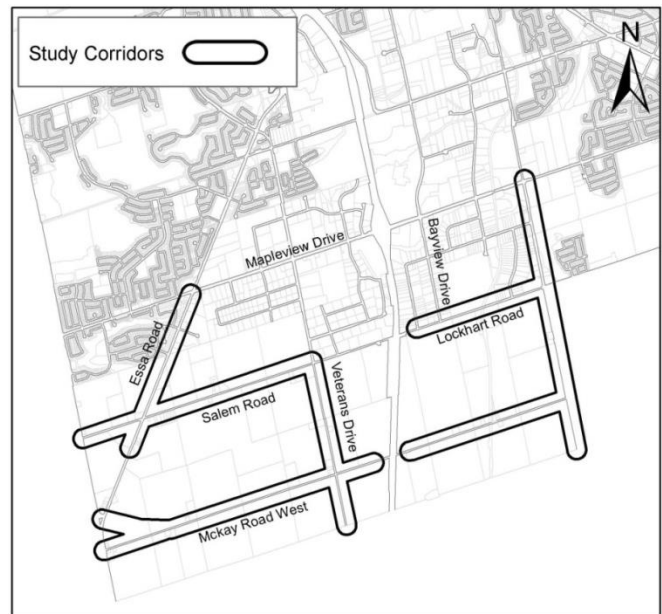 Study Corridors
N
Mapleview Drive
Bayview Drive
Essa Road
Lockhart Road
Salem Road
Veterans Drive
Mckay Road West